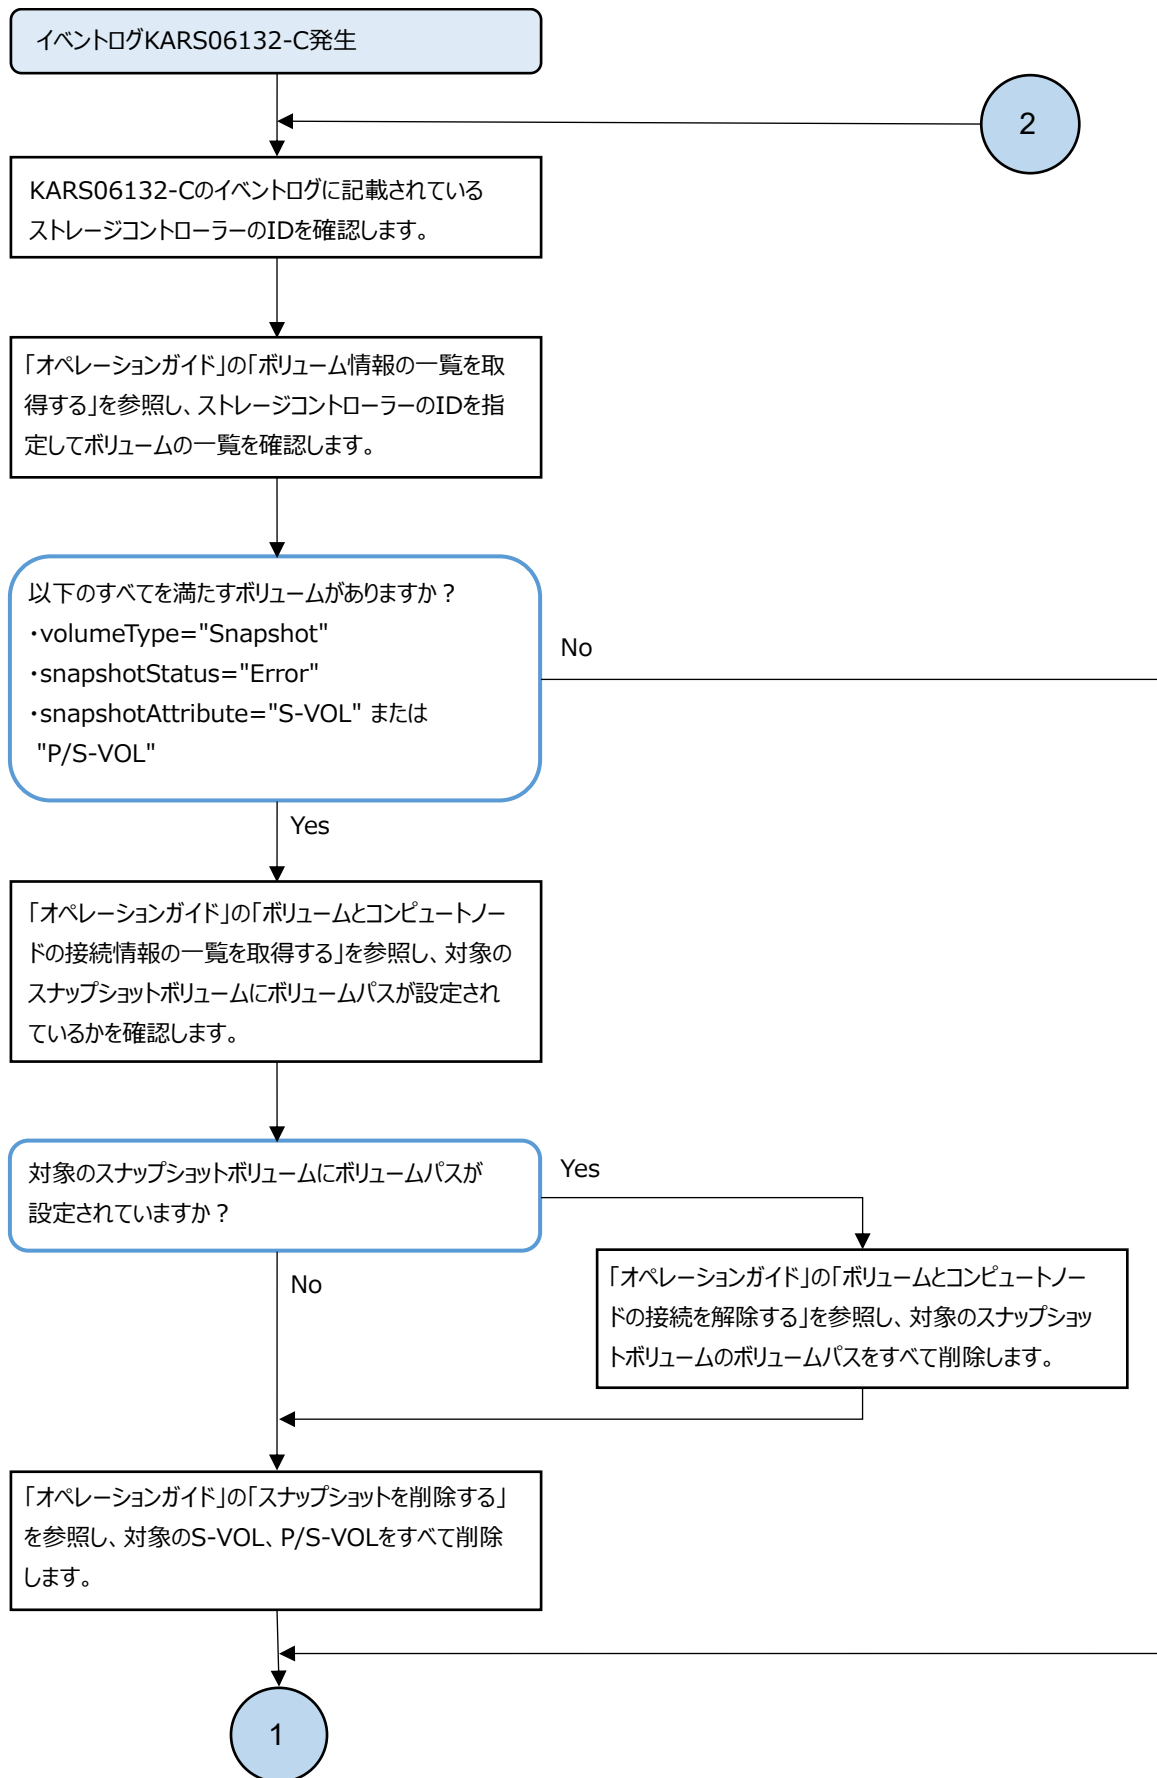 イベントログKARS06132-C発生
2
KARS06132-Cのイベントログに記載されている
ストレージコントローラーのIDを確認します。
「オペレーションガイド」の「ボリューム情報の一覧を取
得する」を参照し、ストレージコントローラーのIDを指
定してボリュームの一覧を確認します。
以下のすべてを満たすボリュームがありますか？
・volumeType="Snapshot"
・snapshotStatus="Error"
・snapshotAttribute="S-VOL" または
"P/S-VOL"
No
Yes
「オペレーションガイド」の「ボリュームとコンピュートノー
ドの接続情報の一覧を取得する」を参照し、対象の
スナップショットボリュームにボリュームパスが設定され
ているかを確認します。
対象のスナップショットボリュームにボリュームパスが
設定されていますか？
Yes
No
「オペレーションガイド」の「ボリュームとコンピュートノー
ドの接続を解除する」を参照し、対象のスナップショッ
トボリュームのボリュームパスをすべて削除します。
「オペレーションガイド」の「スナップショットを削除する」
を参照し、対象のS-VOL、P/S-VOLをすべて削除
します。
1